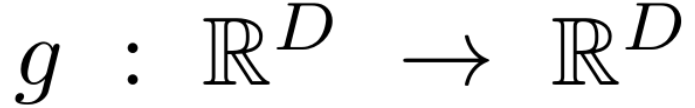 g : ℝ^D → ℝ^D